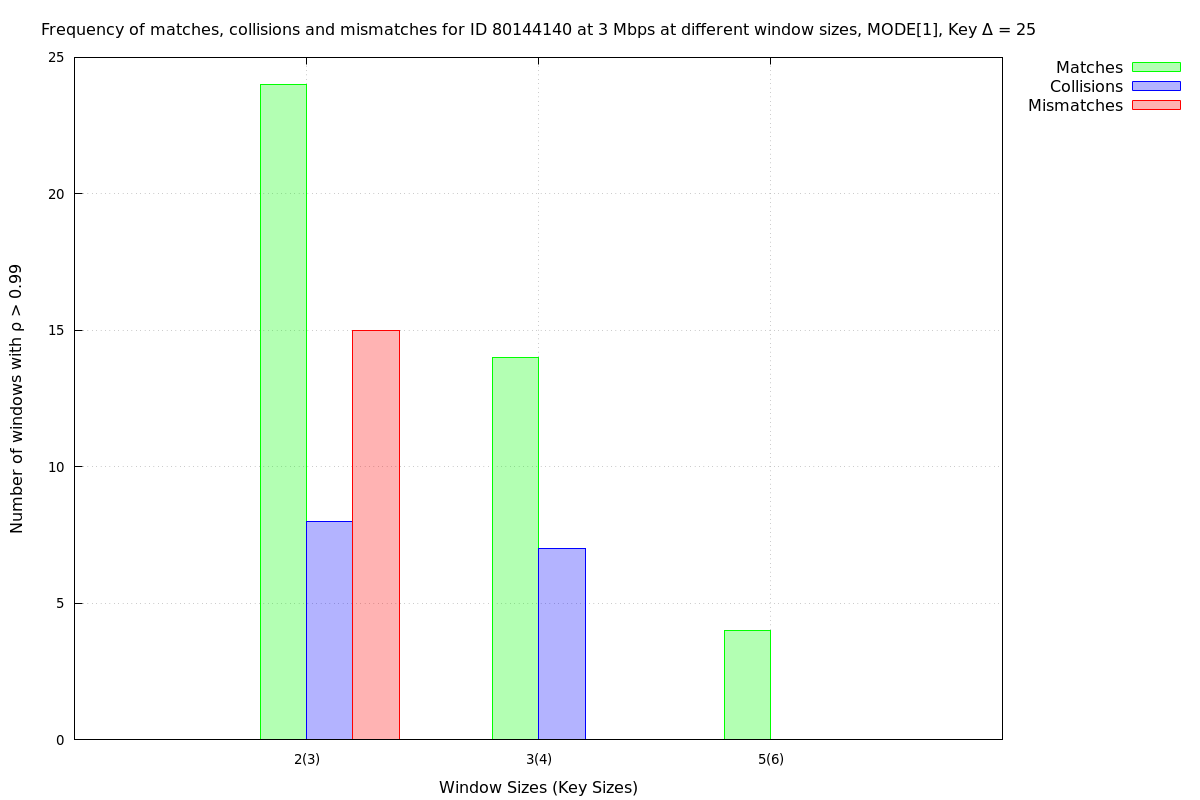 Frequency of matches, collisions and mismatches for ID 80144140 at 3 Mbps at different window sizes, MODE[1], Key Δ = 25
Matches
Collisions
Mismatches
Number of windows with ρ > 0.99
25
20
15
10
5
0
2(3)
3(4)
5(6)
Window Sizes (Key Sizes)